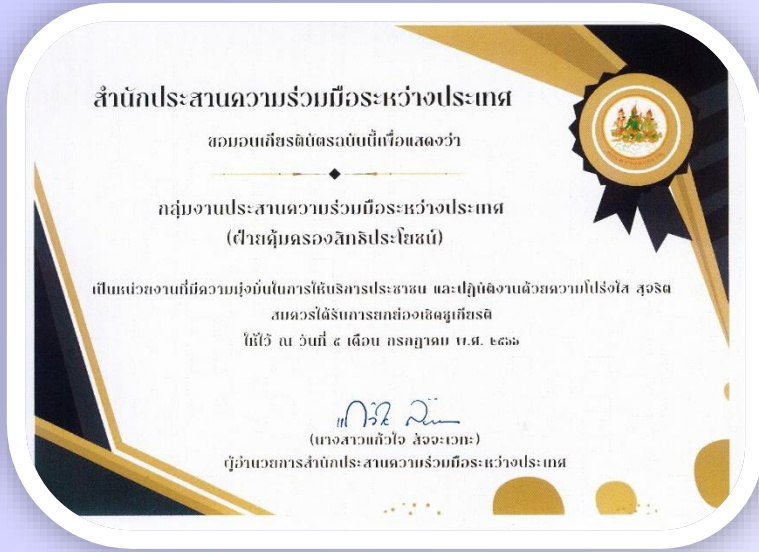 สำนักประสานความร่วมมือระหว่างประเทศ
ขอมอบเกียรติบัตรฉบับนี้เพื่อแสดงว่า
กลุ่มงานประสานความร่วมมือระหว่างประเทศ
(ฝ่ายคุ้มครองสิทธิประโยชน์)
เป็นหน่วยงานที่มีความมุ่งมั่นในการให้บริการประชาชน และปฏิบัติงานด้วยความโปร่งใส สุจริต
สมควรได้รับการยกย่องเชิดชูเกียรติ
ให้ไว้ ณ วันที่ ๕ เดือน กรกฎาคม พ.ศ. ๒๕๖๖
(นางสาวแก้วใจ สัจจะเวทะ)
ผู้อำนวยการสำนักประสานความร่วมมือระหว่างประเทศ